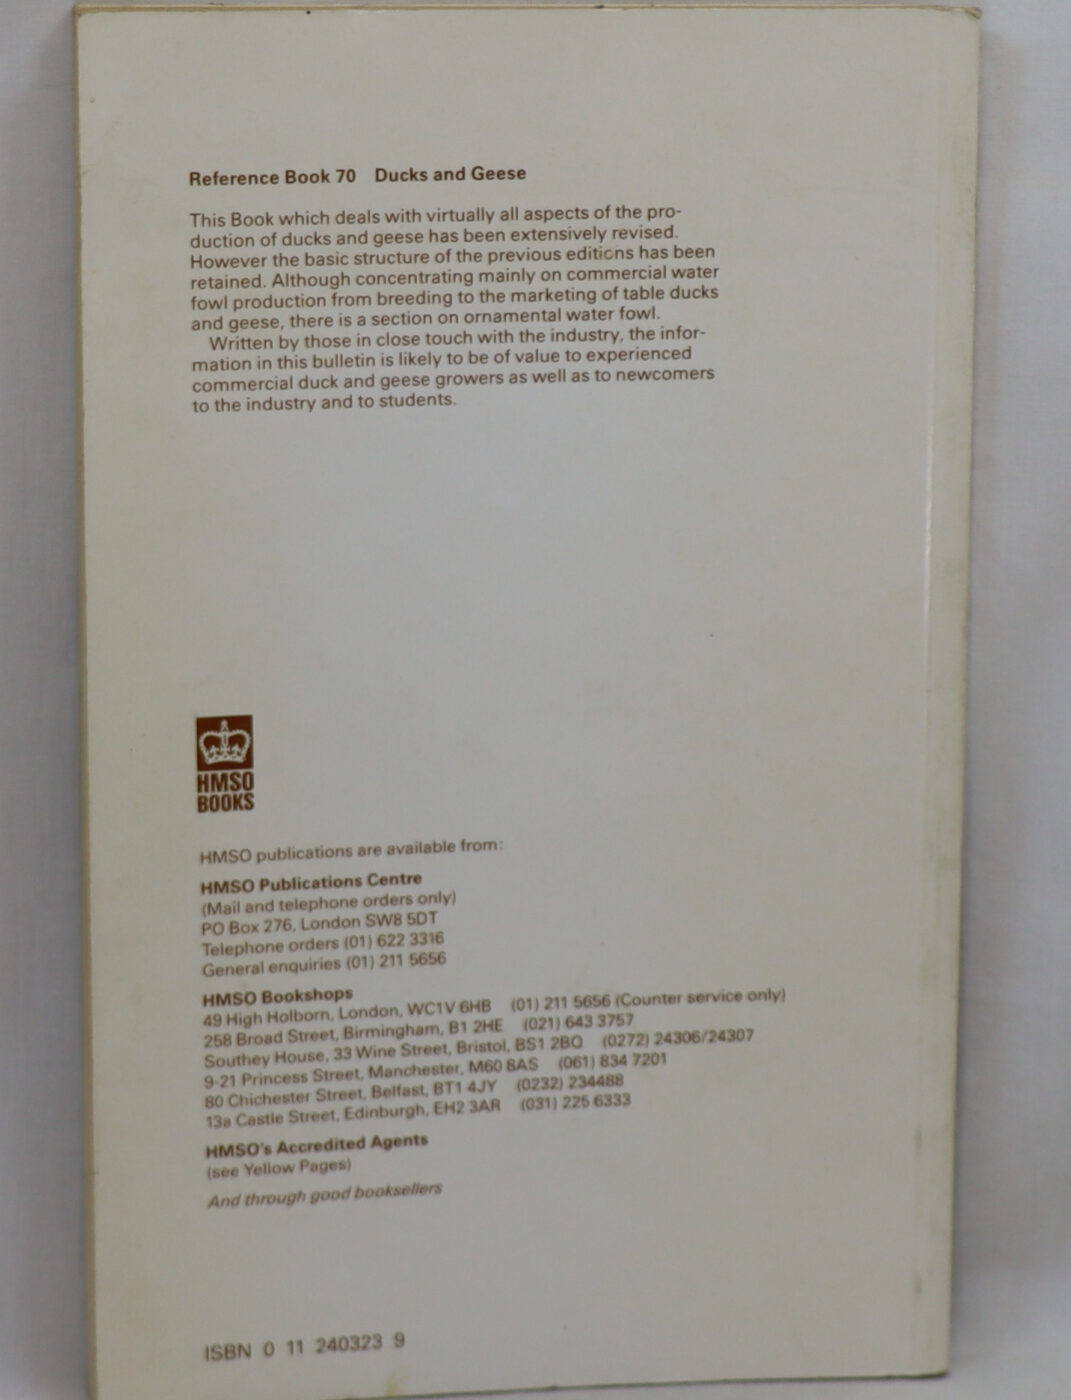 Reference Book 70 Ducks and Geese
This Book which deals with virtually all aspects of the pro-
duction of ducks and geese has been extensively revised.
However the basic structure of the previous editions has been
retained. Although concentrating mainly on commercial water
fowl production from breeding to the marketing of table ducks
and geese, there is a section on ornamental water fowl.
Written by those in close touch with the industry, the infor-
mation in this bulletin is likely to be of value to experienced
commercial duck and geese growers as well as to newcomers
to the industry and to students.
HMSO
BOOKS
HMSO publications are available from:
HMSO Publications Centre
(Mail and telephone orders only)
PO Box 276, London SW8 5DT
Telephone orders (01) 622 3316
General enquiries (01) 211 5656
HMSO Bookshops
49 High Holborn, London, WC1V 6HB (01) 211 5656 (Counter service only)
258 Broad Street, Birmingham, B1 2HE (021) 643 3757
Southey House, 33 Wine Street, Bristol, BS1 2BQ (0272) 24306/24307
9-21 Princess Street, Manchester, M60 8AS (061) 834 7201
80 Chichester Street, Belfast, BT1 4JY (0232) 234488
13a Castle Street, Edinburgh, EH2 3AR (031) 225 6333
HMSO's Accredited Agents
(see Yellow Pages)
And through good booksellers
ISBN 0 11 240323 9